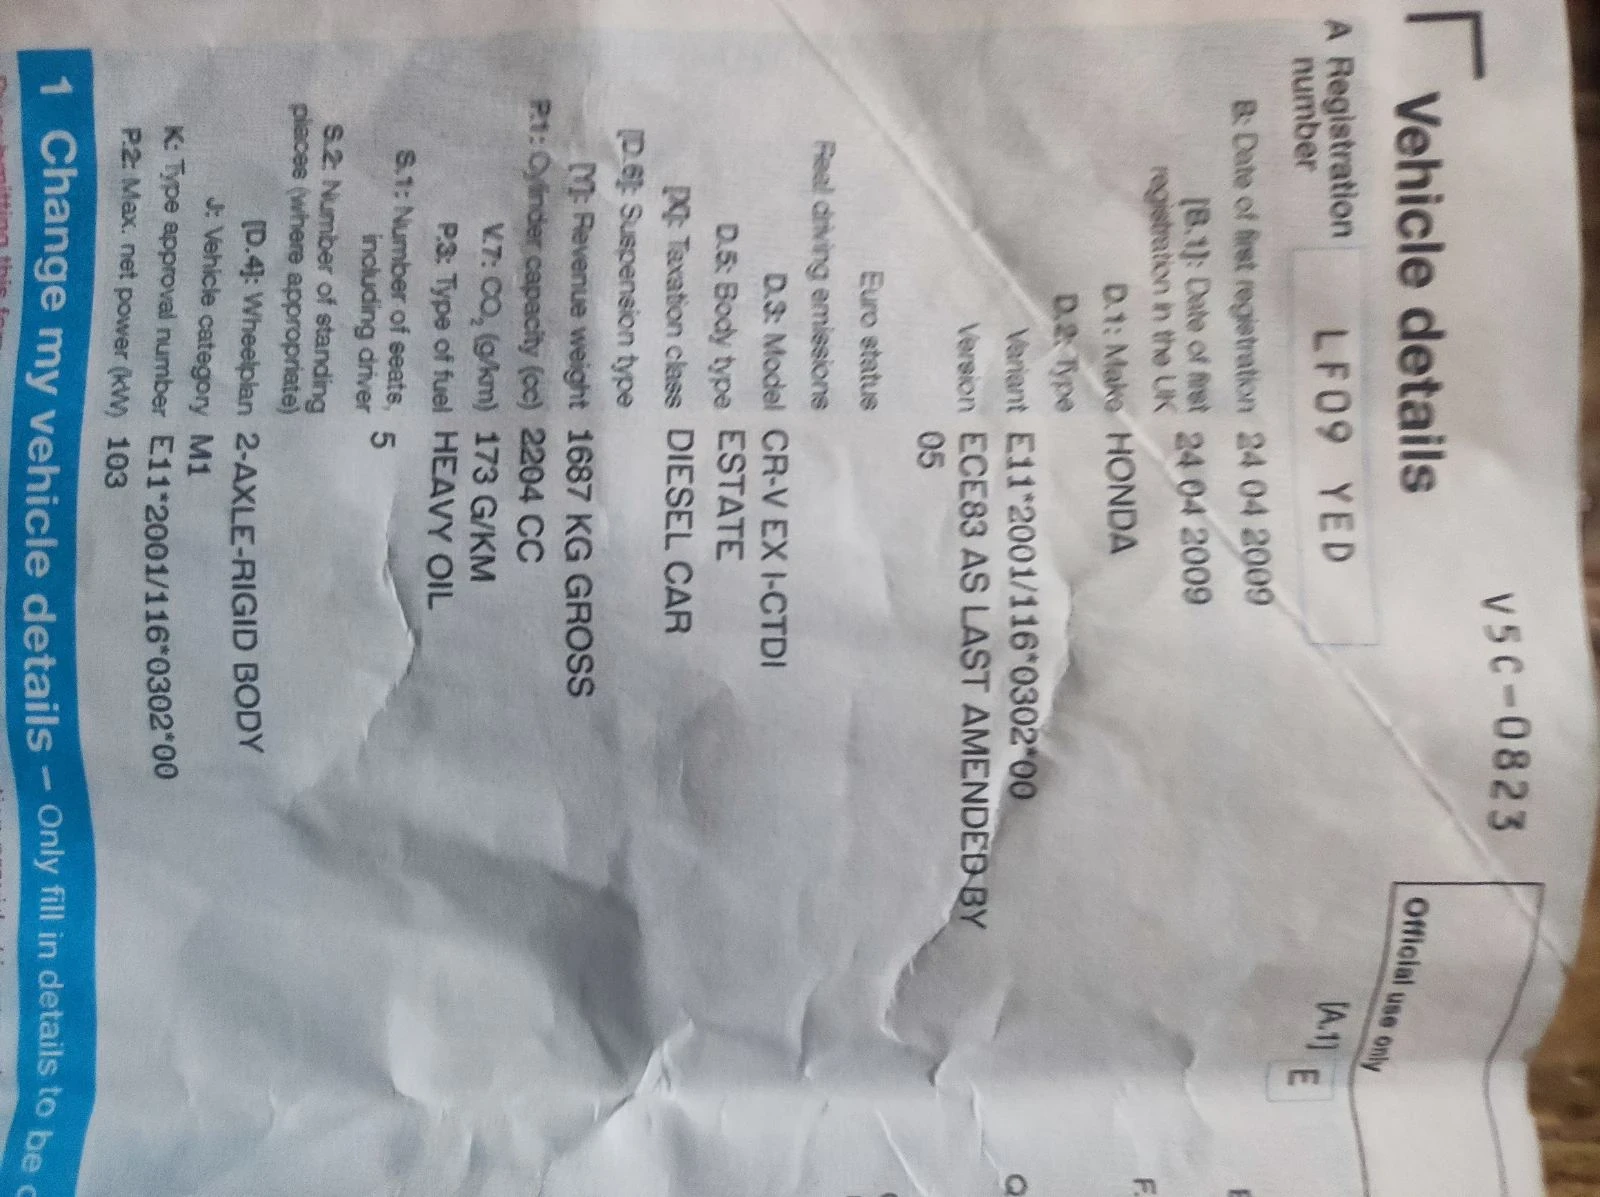 V5C-0823
Vehicle details
Official use only
A Registration number
LF09 YED
[A.1] E
B: Date of first registration 24 04 2009
[B.1]: Date of first registration in the UK 24 04 2009
D.1: Make HONDA
D.2: Type
Variant E11*2001/116*0302*00
Version ECE83 AS LAST AMENDED BY
05
Euro status
Real driving emissions
D.3: Model CR-V EX I-CTDI
D.5: Body type ESTATE
[X]: Taxation class DIESEL CAR
[D.6]: Suspension type
[Y]: Revenue weight 1687 KG GROSS
P.1: Cylinder capacity (cc) 2204 CC
V.7: CO₂ (g/km) 173 G/KM
P.3: Type of fuel HEAVY OIL
S.1: Number of seats,
including driver 5
S.2: Number of standing
places (where appropriate)
[D.4]: Wheelplan 2-AXLE-RIGID BODY
J: Vehicle category M1
K: Type approval number E11*2001/116*0302*00
P.2: Max. net power (kW) 103
1 Change my vehicle details – Only fill in details to be